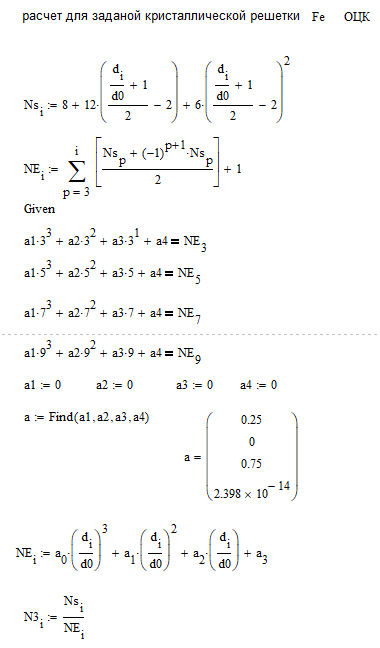 расчет для заданой кристаллической решетки Fe ОЦК
Ns_i := 8 + 12·((d_i/d0 + 1)/2 − 2) + 6·((d_i/d0 + 1)/2 − 2)^2
NE_i := ∑_{p = 3}^{i} [(Ns_p + (−1)^{p+1}·Ns_p)/2] + 1
Given
a1·3^3 + a2·3^2 + a3·3^1 + a4 = NE_3
a1·5^3 + a2·5^2 + a3·5 + a4 = NE_5
a1·7^3 + a2·7^2 + a3·7 + a4 = NE_7
a1·9^3 + a2·9^2 + a3·9 + a4 = NE_9
a1 := 0 a2 := 0 a3 := 0 a4 := 0
a := Find(a1,a2,a3,a4)
a = (0.25
0
0.75
2.398 × 10^{−14})
NE_i := a_0·(d_i/d0)^3 + a_1·(d_i/d0)^2 + a_2·(d_i/d0) + a_3
N3_i := Ns_i/NE_i